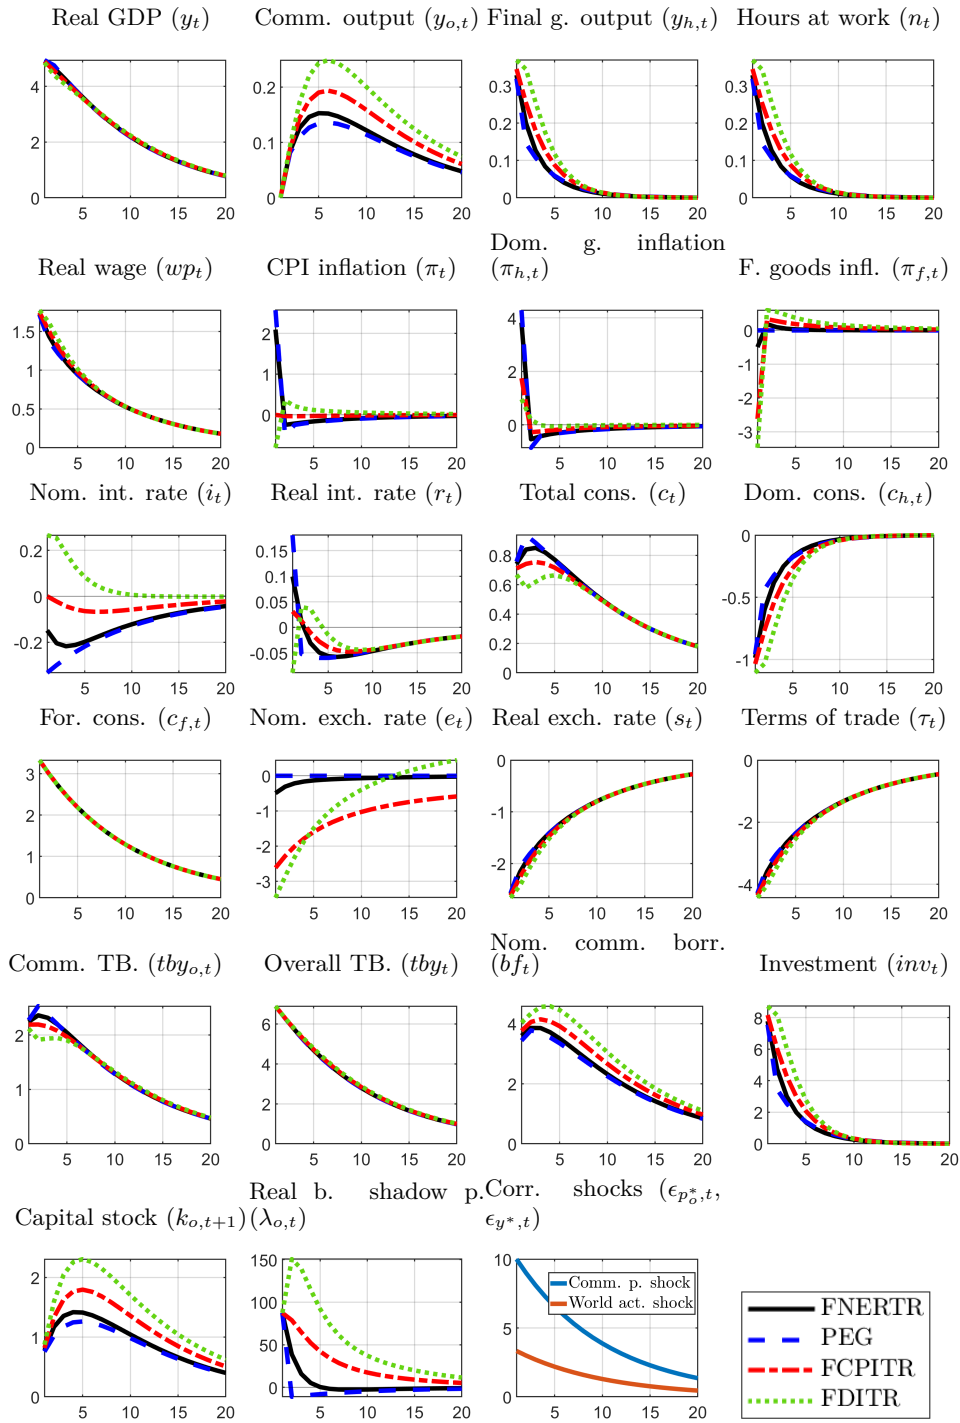 Real GDP (y_t) Comm. output (y_{o,t}) Final g. output (y_{h,t}) Hours at work (n_t)
4 0.2 0.3 0.3
0.2 0.2
2 0.1
0.1 0.1
0 0 0 0
5 10 15 20 5 10 15 20 5 10 15 20 5 10 15 20
Dom. g. inflation
Real wage (wp_t) CPI inflation (π_t) (π_{h,t}) F. goods infl. (π_{f,t})
1.5 2 4 0
1 -1
1 2
-2
0.5 0 0 -3
5 10 15 20 5 10 15 20 5 10 15 20 5 10 15 20
Nom. int. rate (i_t) Real int. rate (r_t) Total cons. (c_t) Dom. cons. (c_{h,t})
0.2 0.15 0.8 0
0.1 0.6
0 0.05 0.4 -0.5
0 0.2
-0.2 -0.05 0 -1
5 10 15 20 5 10 15 20 5 10 15 20 5 10 15 20
For. cons. (c_{f,t}) Nom. exch. rate (e_t) Real exch. rate (s_t) Terms of trade (τ_t)
3 0 0 0
2 -1 -1
-2 -2
1 -2
0 -3 -4
5 10 15 20 5 10 15 20 5 10 15 20 5 10 15 20
Nom. comm. borr.
Comm. TB. (tby_{o,t}) Overall TB. (tby_t) (bf_t) Investment (inv_t)
2 6 4 8
6
1 4 2 4
2 2
0 0 0 0
5 10 15 20 5 10 15 20 5 10 15 20 5 10 15 20
Real b. shadow p. Corr. shocks (ϵ_{p_o^*,t},
Capital stock (k_{o,t+1}) (λ_{o,t}) ϵ_{y^*,t})
2 150 10
100
1 50 5
0 0 0
5 10 15 20 5 10 15 20 5 10 15 20
Comm. p. shock
World act. shock
FNERTR
PEG
FCPITR
FDITR